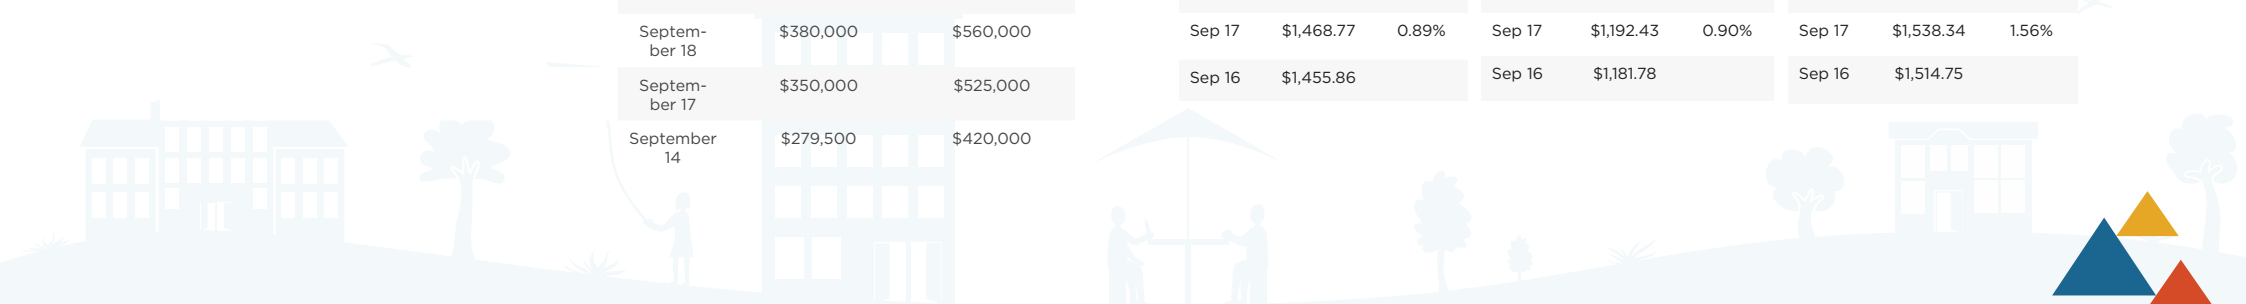 Septem-
ber 18 $380,000 $560,000
Septem-
ber 17 $350,000 $525,000
September
14 $279,500 $420,000
Sep 17 $1,468.77 0.89%
Sep 16 $1,455.86
Sep 17 $1,192.43 0.90%
Sep 16 $1,181.78
Sep 17 $1,538.34 1.56%
Sep 16 $1,514.75